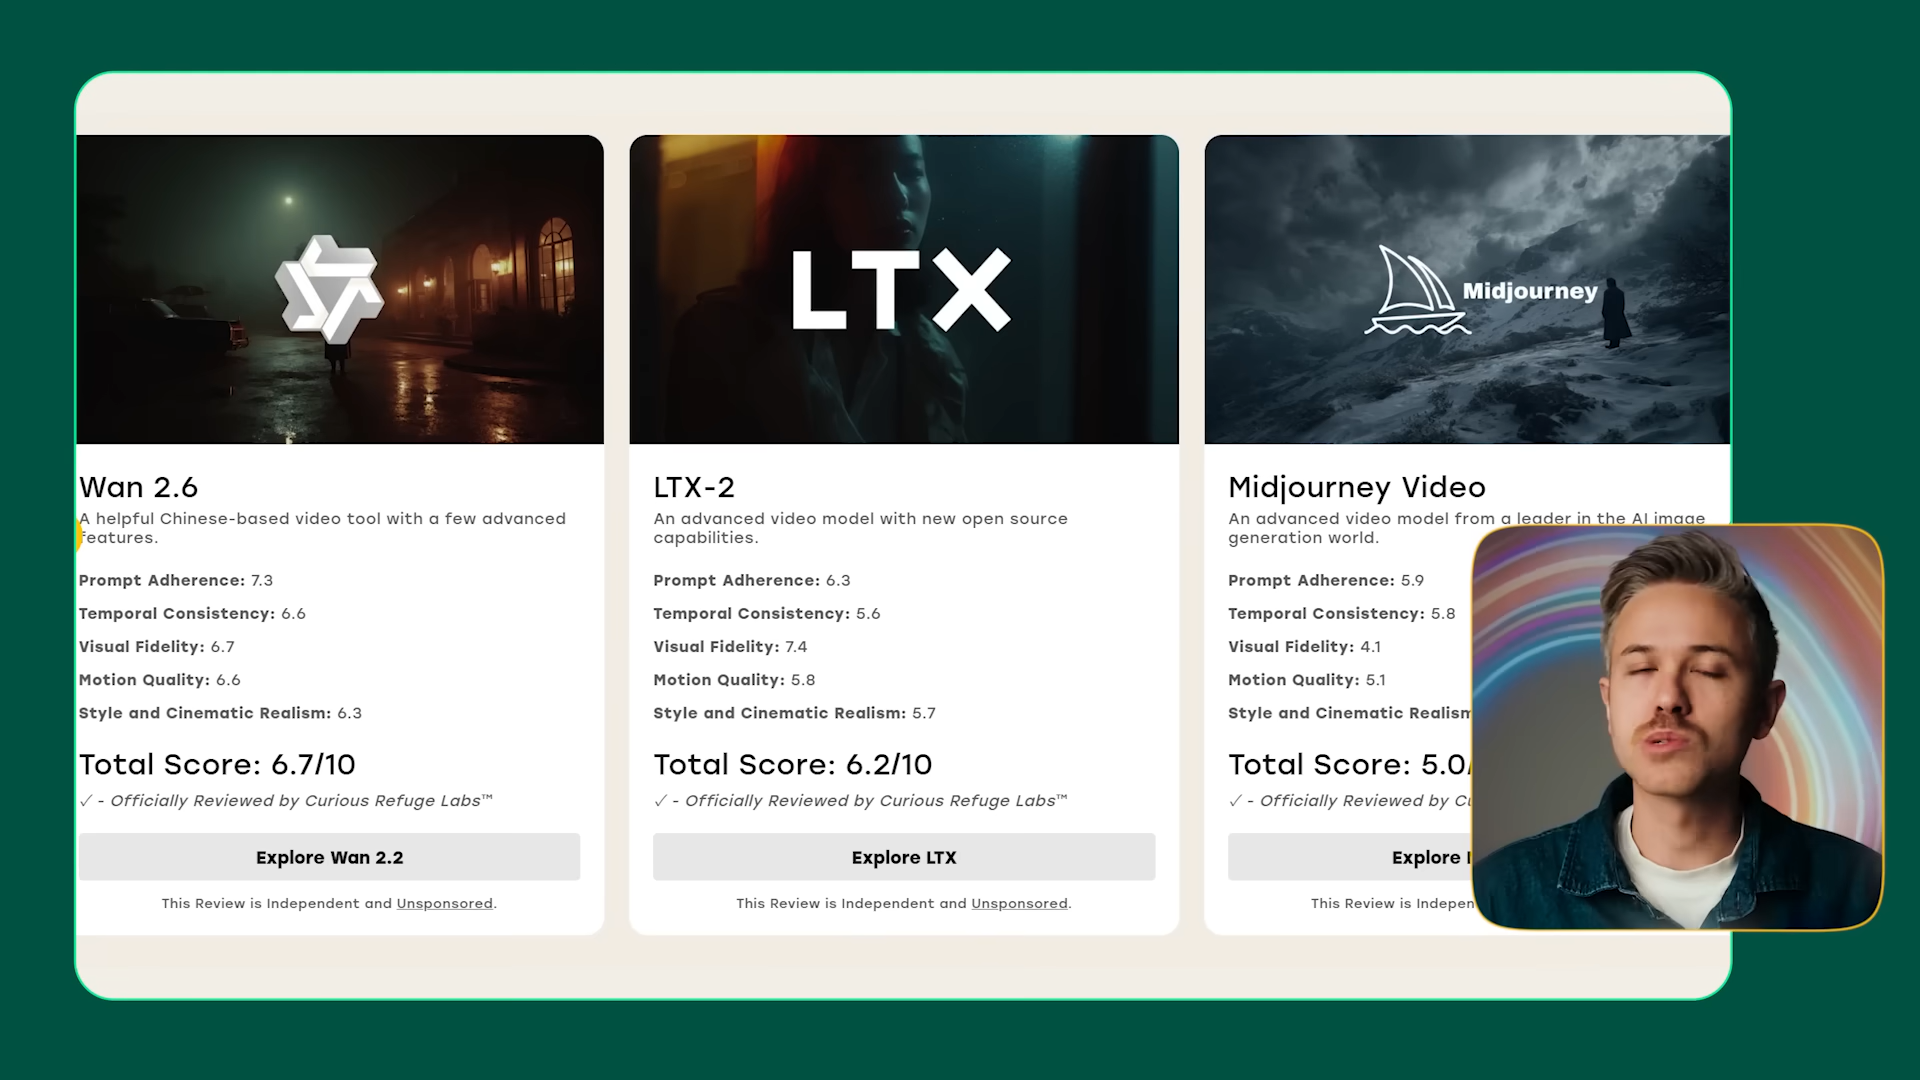 LTX
Midjourney
Wan 2.6
A helpful Chinese-based video tool with a few advanced
features.
Prompt Adherence: 7.3
Temporal Consistency: 6.6
Visual Fidelity: 6.7
Motion Quality: 6.6
Style and Cinematic Realism: 6.3
Total Score: 6.7/10
✓ - Officially Reviewed by Curious Refuge Labs™
Explore Wan 2.2
This Review is Independent and Unsponsored.
LTX-2
An advanced video model with new open source
capabilities.
Prompt Adherence: 6.3
Temporal Consistency: 5.6
Visual Fidelity: 7.4
Motion Quality: 5.8
Style and Cinematic Realism: 5.7
Total Score: 6.2/10
✓ - Officially Reviewed by Curious Refuge Labs™
Explore LTX
This Review is Independent and Unsponsored.
Midjourney Video
An advanced video model from a leader in the AI image
generation world.
Prompt Adherence: 5.9
Temporal Consistency: 5.8
Visual Fidelity: 4.1
Motion Quality: 5.1
Style and Cinematic Realism
Total Score: 5.0/
✓ - Officially Reviewed by
Explore
This Review is